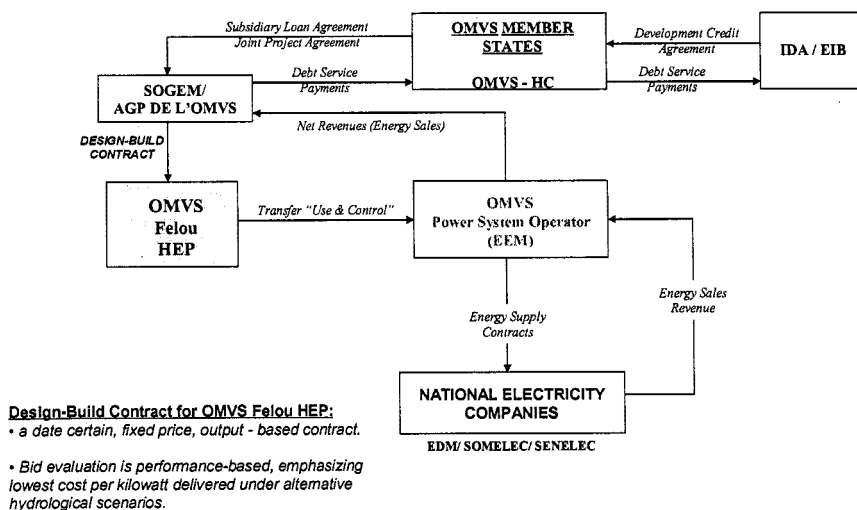 Subsidiary Loan Agreement
Joint Project Agreement
OMVS MEMBER
STATES
OMVS - HC
Development Credit
Agreement
IDA / EIB
SOGEM/
AGP DE L'OMVS
Debt Service
Payments
Debt Service
Payments
DESIGN-BUILD
CONTRACT
Net Revenues (Energy Sales)
OMVS
Felou
HEP
Transfer "Use & Control"
OMVS
Power System Operator
(EEM)
Energy Supply
Contracts
Energy Sales
Revenue
NATIONAL ELECTRICITY
COMPANIES
EDM/ SOMELEC/ SENELEC
Design-Build Contract for OMVS Felou HEP:
• a date certain, fixed price, output - based contract.
• Bid evaluation is performance-based, emphasizing
lowest cost per kilowatt delivered under alternative
hydrological scenarios.